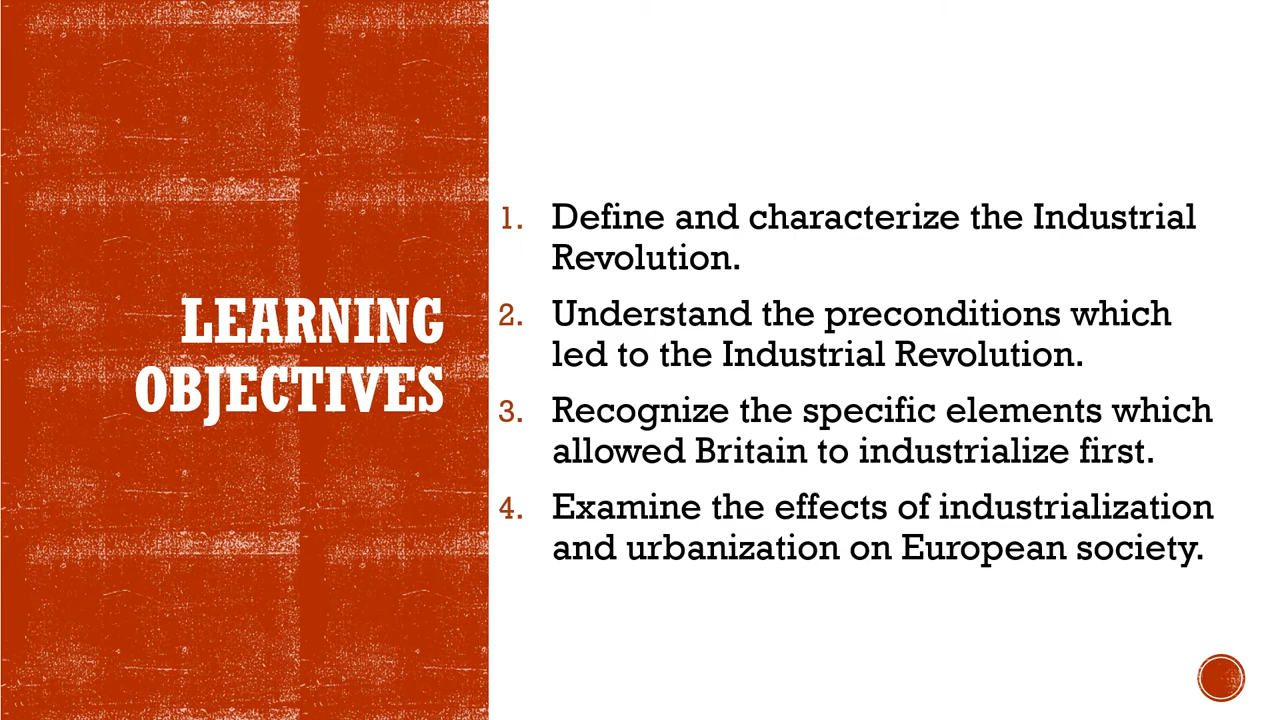 LEARNING
OBJECTIVES
1. Define and characterize the Industrial
Revolution.
2. Understand the preconditions which
led to the Industrial Revolution.
3. Recognize the specific elements which
allowed Britain to industrialize first.
4. Examine the effects of industrialization
and urbanization on European society.